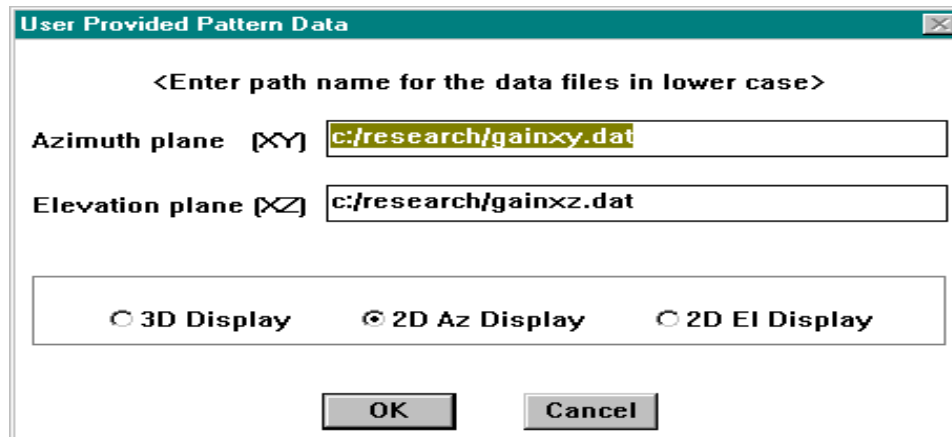 User Provided Pattern Data
<Enter path name for the data files in lower case>
Azimuth plane (XY) c:/research/gainxy.dat
Elevation plane (XZ) c:/research/gainxz.dat
3D Display 2D Az Display 2D El Display
OK Cancel